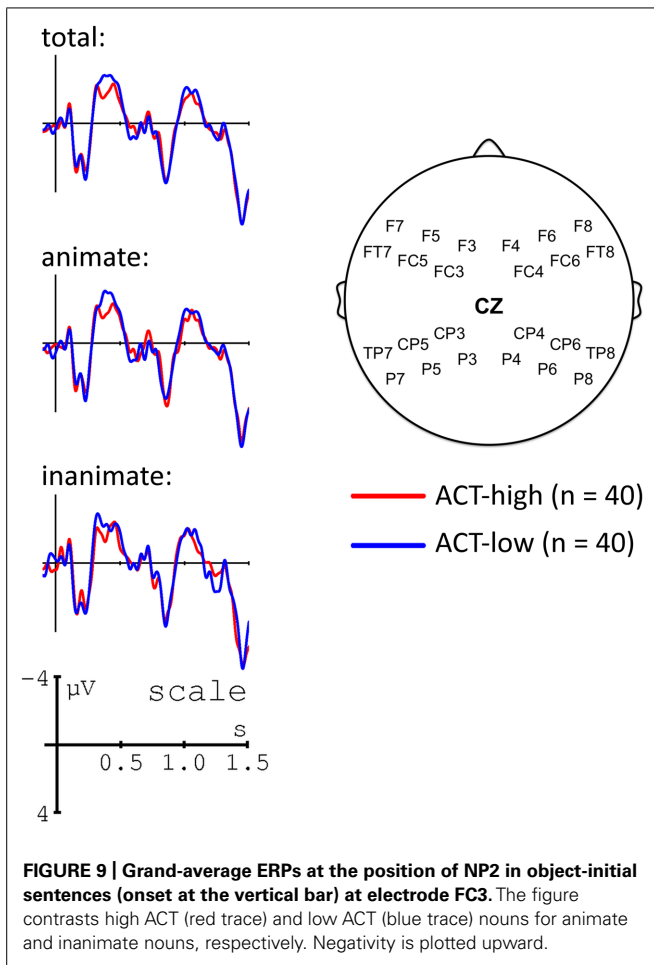 total:
animate:
inanimate:
-4
µV
scale
s
0.5 1.0 1.5
4
F7 F5 F3 F4 F6 F8
FT7 FC5 FC3 FC4 FC6 FT8
CZ
TP7 CP5 CP3 CP4 CP6 TP8
P7 P5 P3 P4 P6 P8
ACT-high (n = 40)
ACT-low (n = 40)
FIGURE 9 | Grand-average ERPs at the position of NP2 in object-initial
sentences (onset at the vertical bar) at electrode FC3. The figure
contrasts high ACT (red trace) and low ACT (blue trace) nouns for animate
and inanimate nouns, respectively. Negativity is plotted upward.